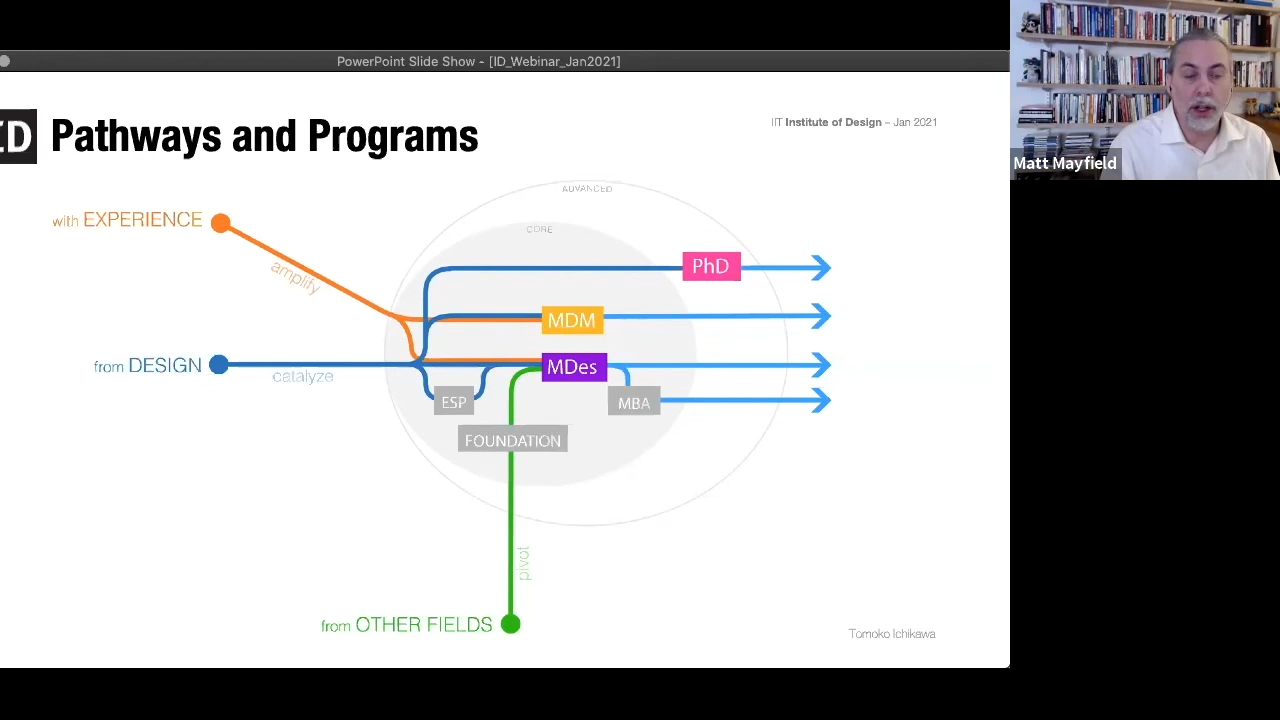 PowerPoint Slide Show - [ID_Webinar_Jan2021]
ED Pathways and Programs
IIT Institute of Design – Jan 2021
Matt Mayfield
ADVANCED
with EXPERIENCE
CORE
amplify
PhD
MDM
from DESIGN
catalyze
MDes
ESP
MBA
FOUNDATION
pivot
from OTHER FIELDS
Tomoko Ichikawa